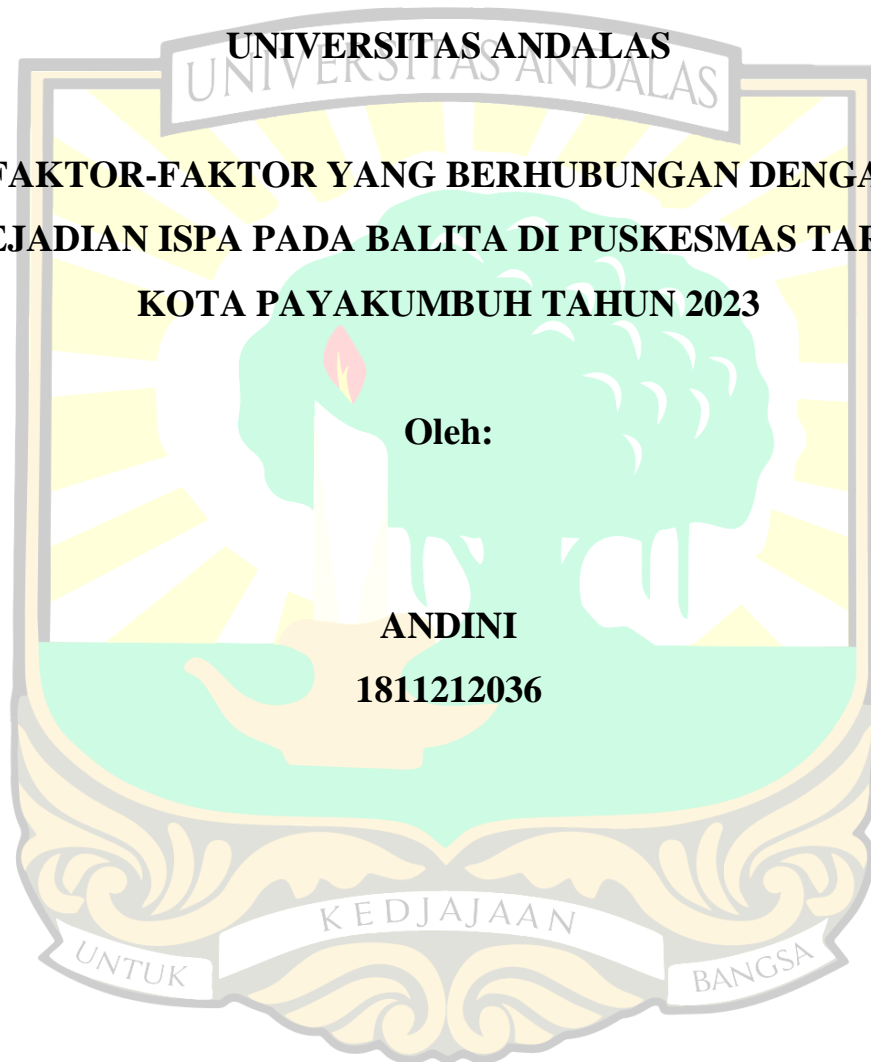 UNIVERSITAS ANDALAS
UNIVERSITAS ANDALAS
FAKTOR-FAKTOR YANG BERHUBUNGAN DENGA
EJADIAN ISPA PADA BALITA DI PUSKESMAS TAR
KOTA PAYAKUMBUH TAHUN 2023
Oleh:
ANDINI
1811212036
UNTUK KEDJAJAAN BANGSA